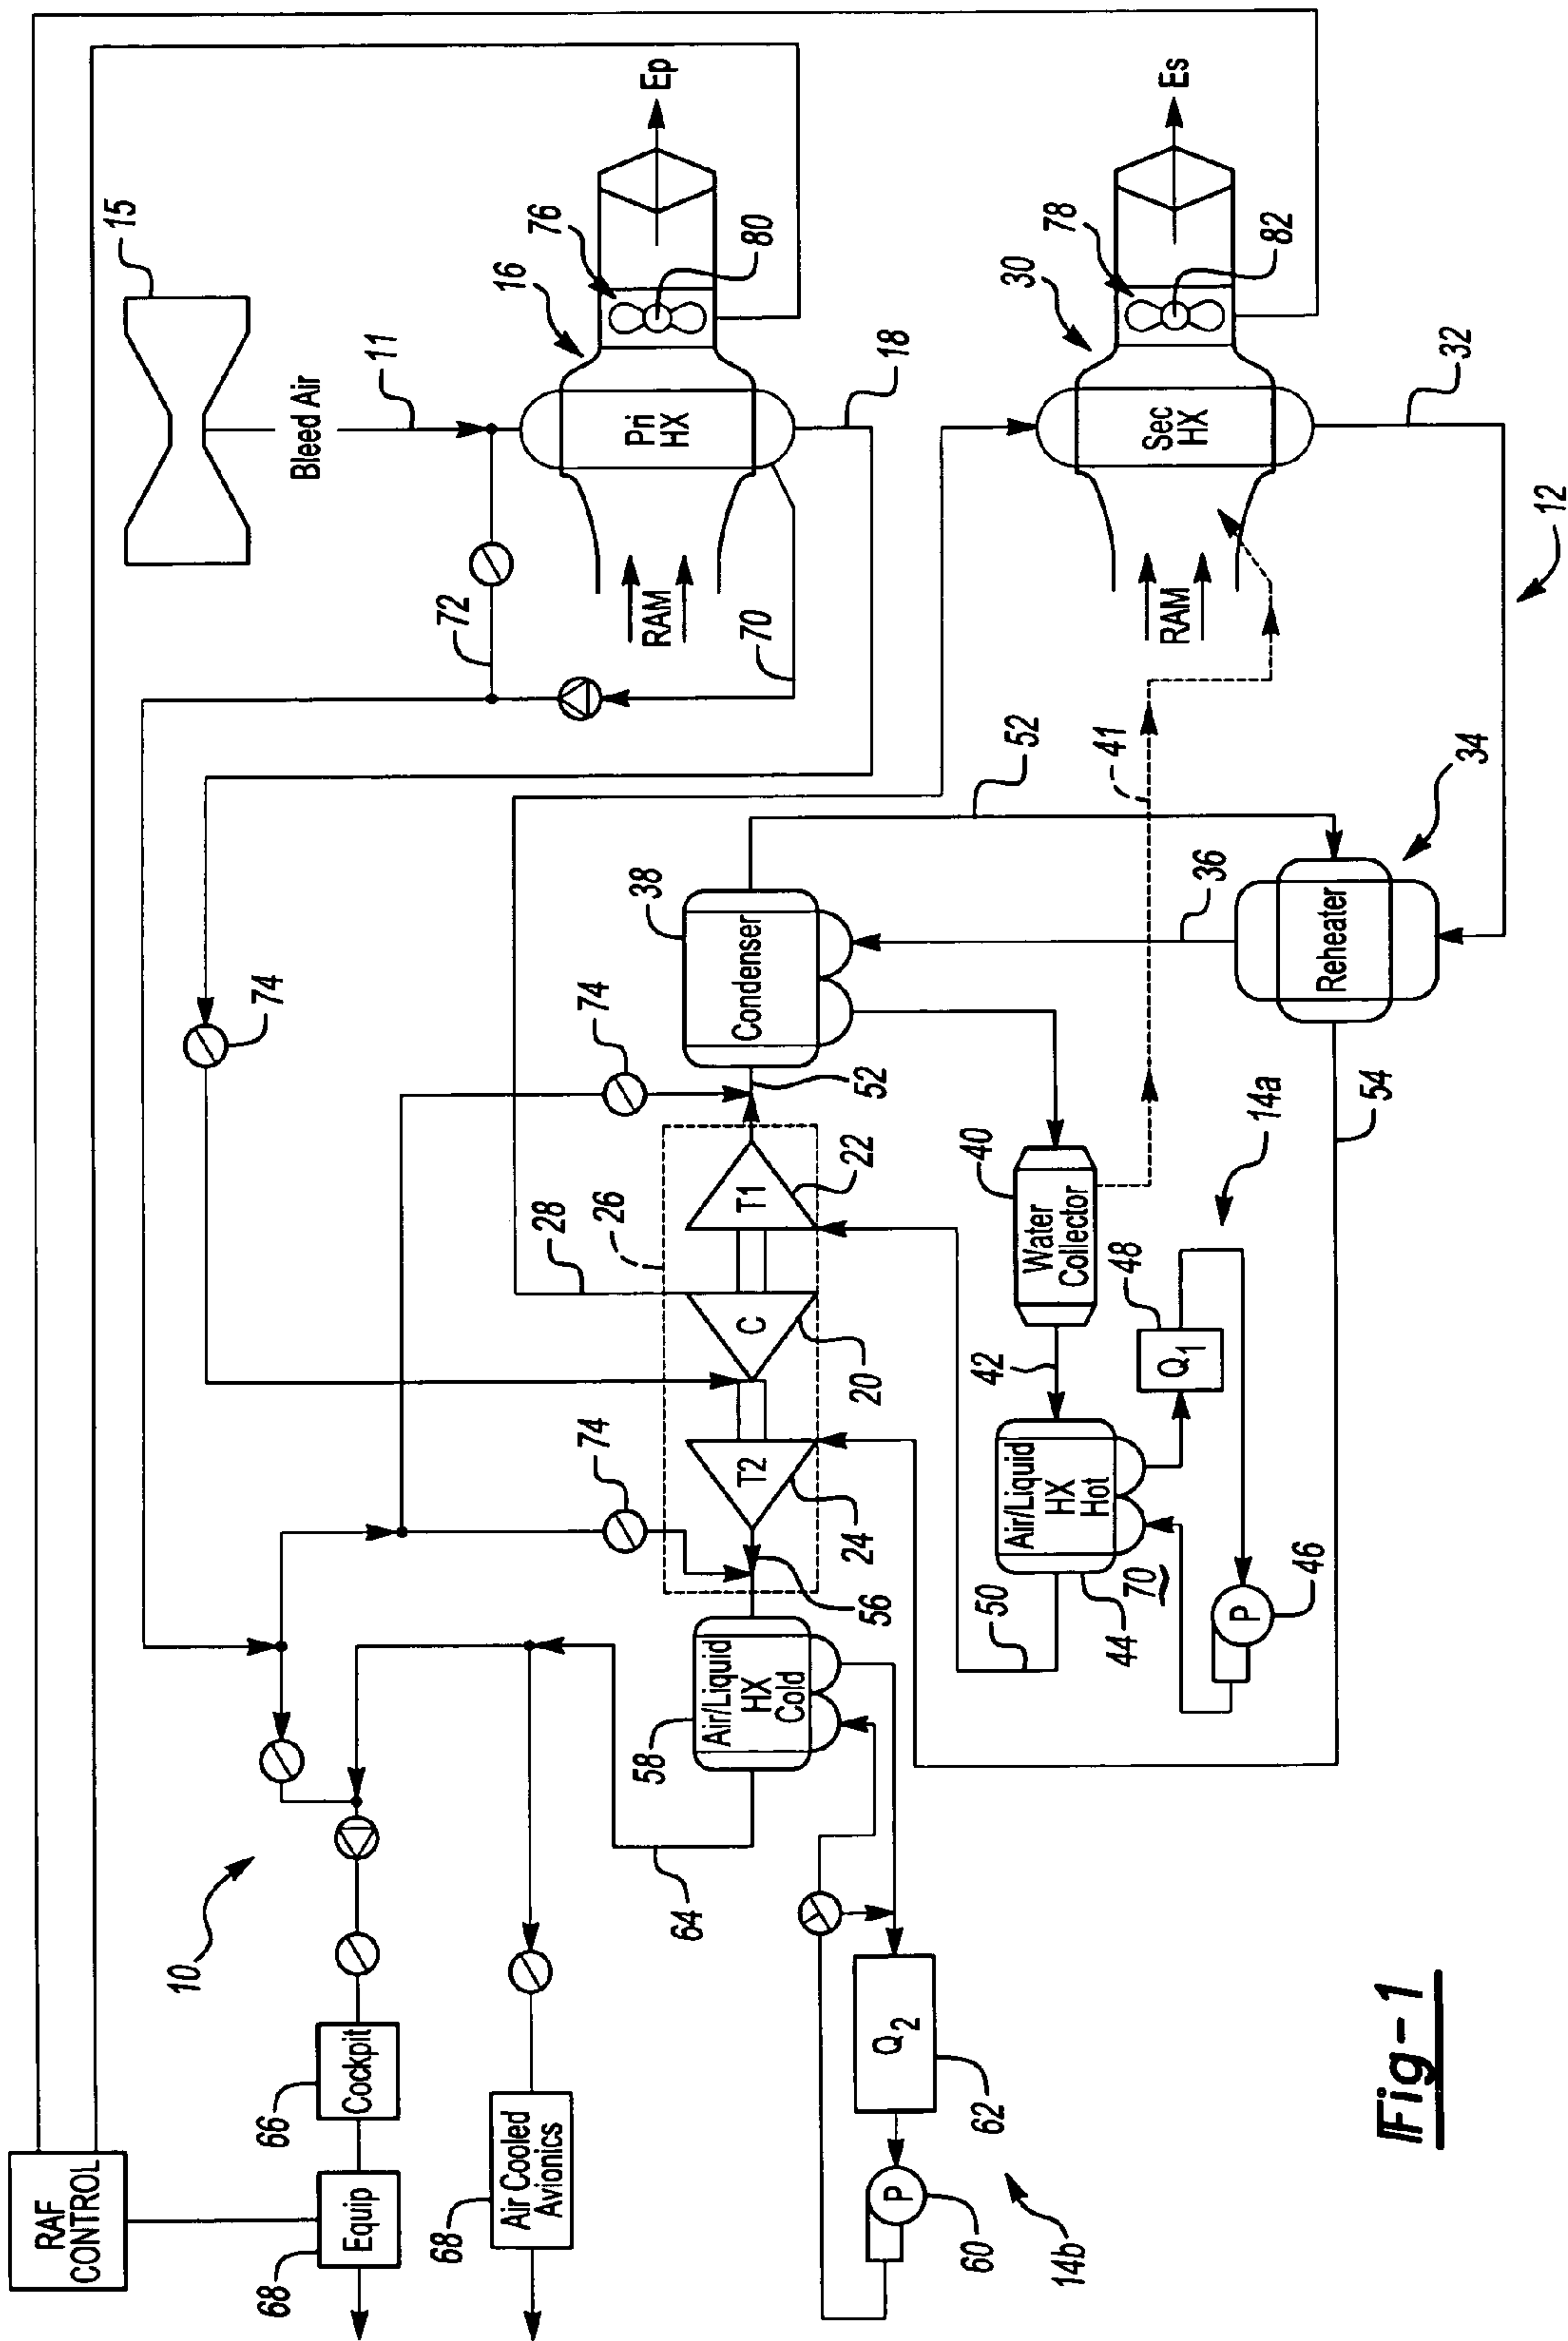 RAF
CONTROL
68
Equip
66
Cockpit
10
68
Air Cooled
Avionics
15
Bleed Air
11
72
16
76
Ep
Pri
HX
80
RAM
18
70
74
28
26
74
74
38
Condenser
52
T2
C
T1
24
20
22
56
52
58
Air/Liquid
HX
Cold
64
Q2
62
P
60
14b
30
78
Es
Sec
HX
82
RAM
32
12
41
36
34
Reheater
40
Water
Collector
42
Air/Liquid
HX
Hot
44
50
70
48
Q1
P
46
14a
54
Fig-1